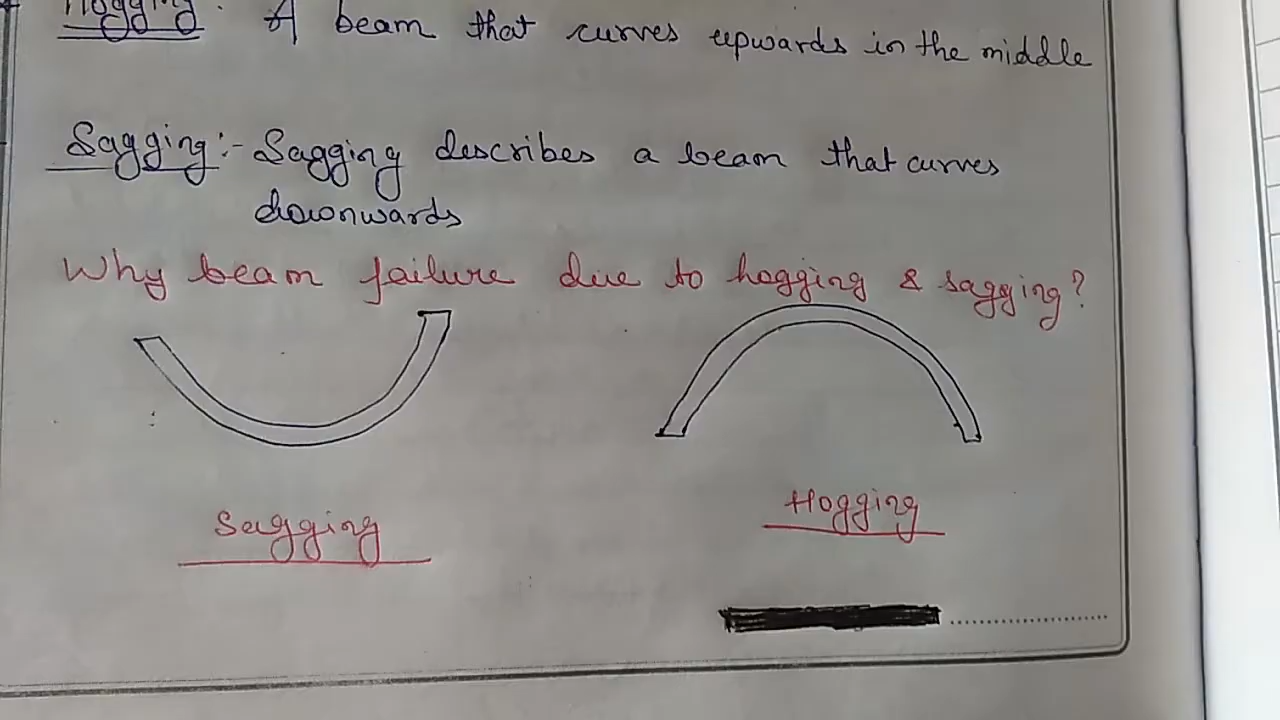 Hogging: A beam that curves upwards in the middle
Sagging:- Sagging describes a beam that curves
downwards
Why beam failure due to hogging & sagging?
Sagging
Hogging